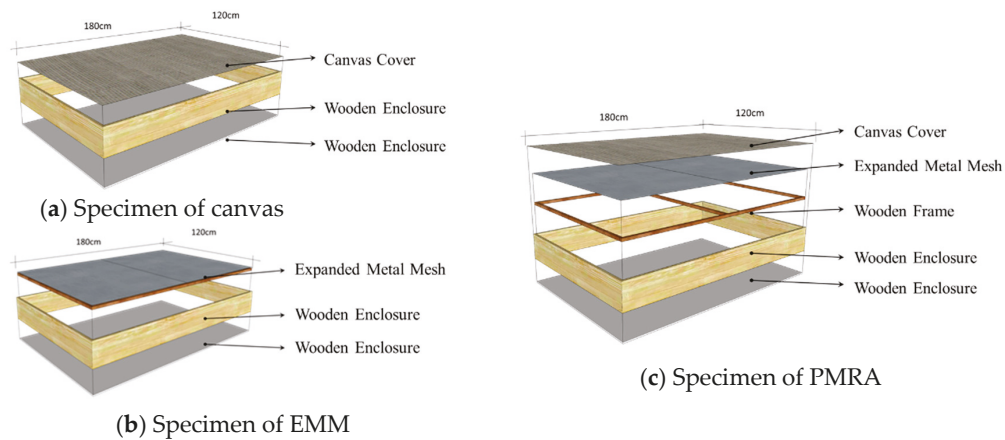 180cm
120cm
Canvas Cover
Wooden Enclosure
Wooden Enclosure
(a) Specimen of canvas
180cm
120cm
Expanded Metal Mesh
Wooden Enclosure
Wooden Enclosure
(b) Specimen of EMM
180cm
120cm
Canvas Cover
Expanded Metal Mesh
Wooden Frame
Wooden Enclosure
Wooden Enclosure
(c) Specimen of PMRA